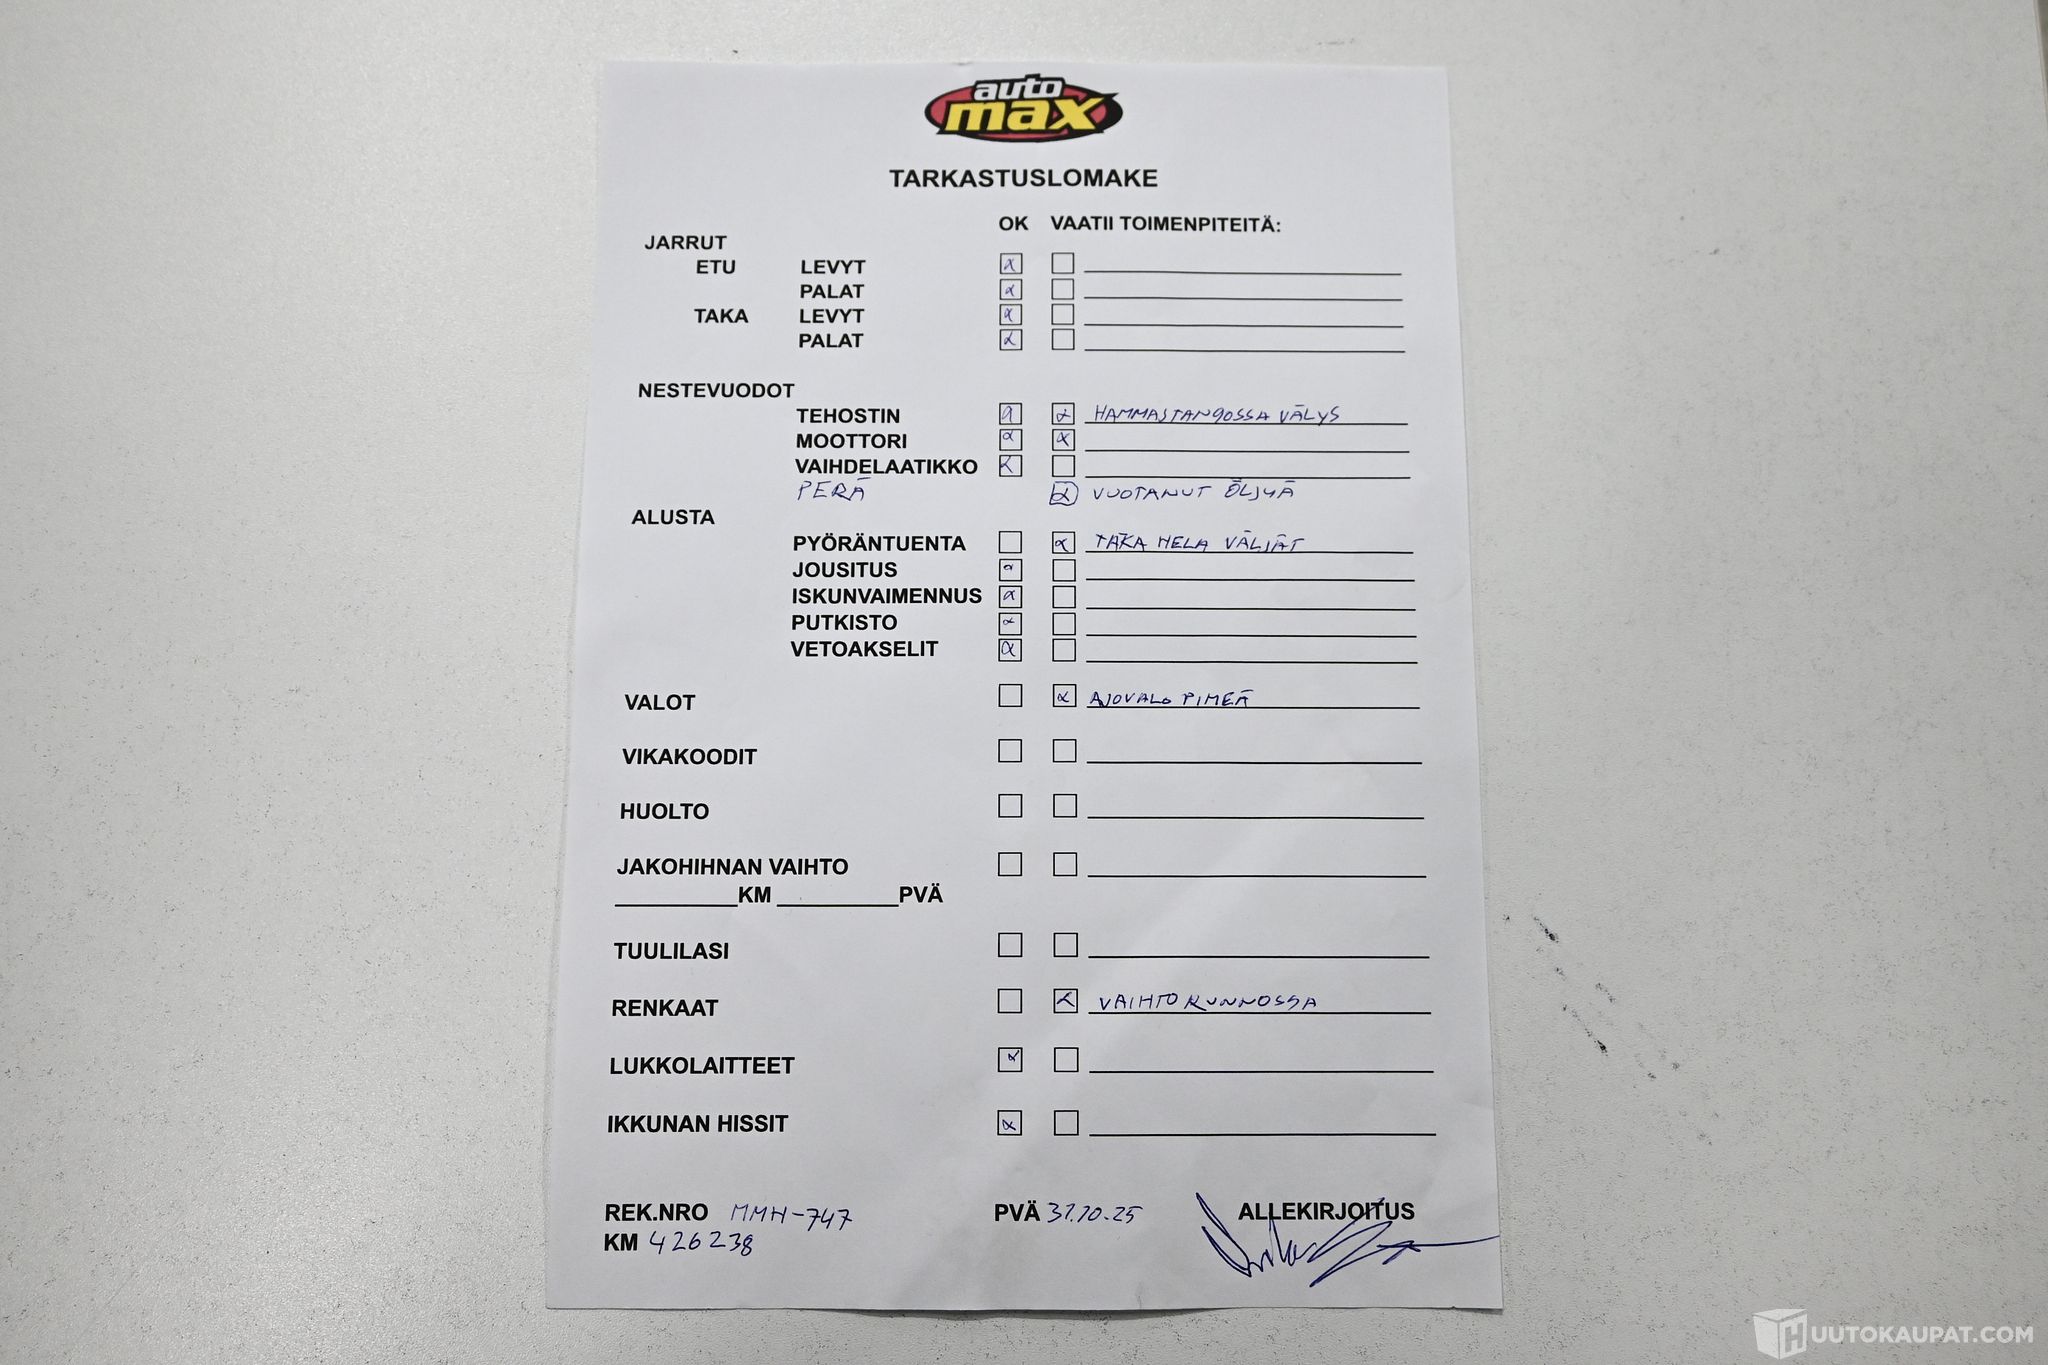 auto
max
TARKASTUSLOMAKE
OK VAATII TOIMENPITEITÄ:
JARRUT
ETU LEVYT
PALAT
TAKA LEVYT
PALAT
NESTEVUODOT
TEHOSTIN HAMMASTANGOSSA VÄLYS
MOOTTORI
VAIHDELAATIKKO
PERÄ VUOTANUT ÖLJYÄ
ALUSTA
PYÖRÄNTUENTA TAKA HELA VÄLJÄT
JOUSITUS
ISKUNVAIMENNUS
PUTKISTO
VETOAKSELIT
VALOT AJOVALO PIMEÄ
VIKAKOODIT
HUOLTO
JAKOHIHNAN VAIHTO
KM PVÄ
TUULILASI
RENKAAT VAIHTOKUNNOSSA
LUKKOLAITTEET
IKKUNAN HISSIT
REK.NRO MMH-747 PVÄ 31.10.25 ALLEKIRJOITUS
KM 426238
HUUTOKAUPAT.COM